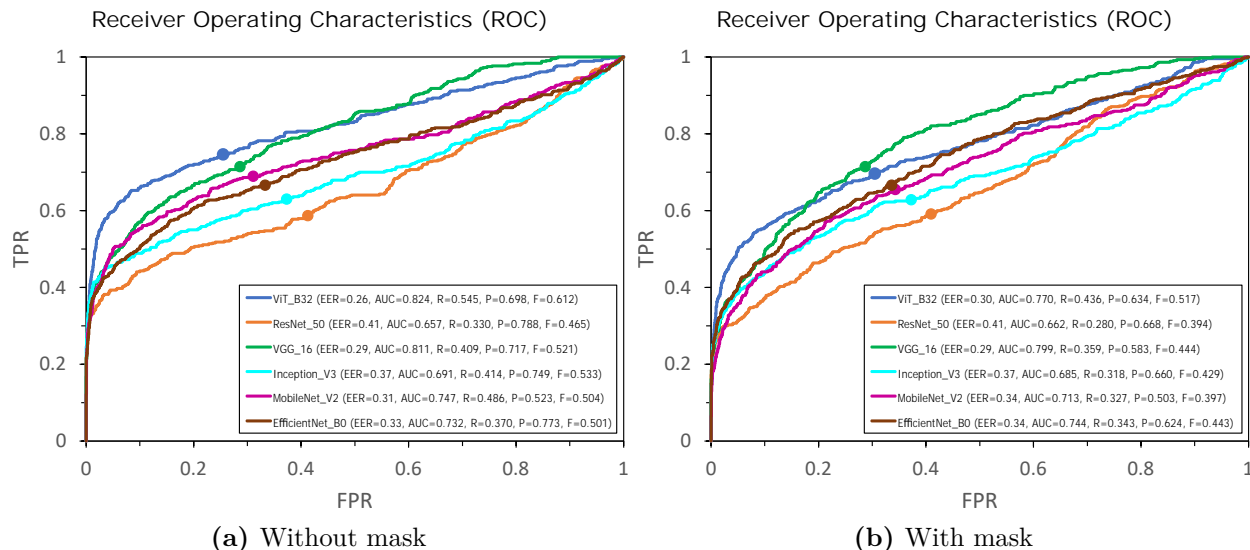 Receiver Operating Characteristics (ROC)
1
0.8
0.6
0.4
0.2
0
TPR
ViT_B32 (EER=0.26, AUC=0.824, R=0.545, P=0.698, F=0.612)
ResNet_50 (EER=0.41, AUC=0.657, R=0.330, P=0.788, F=0.465)
VGG_16 (EER=0.29, AUC=0.811, R=0.409, P=0.717, F=0.521)
Inception_V3 (EER=0.37, AUC=0.691, R=0.414, P=0.749, F=0.533)
MobileNet_V2 (EER=0.31, AUC=0.747, R=0.486, P=0.523, F=0.504)
EfficientNet_B0 (EER=0.33, AUC=0.732, R=0.370, P=0.773, F=0.501)
0 0.2 0.4 0.6 0.8 1
FPR
(a) Without mask
Receiver Operating Characteristics (ROC)
1
0.8
0.6
0.4
0.2
0
TPR
ViT_B32 (EER=0.30, AUC=0.770, R=0.436, P=0.634, F=0.517)
ResNet_50 (EER=0.41, AUC=0.662, R=0.280, P=0.668, F=0.394)
VGG_16 (EER=0.29, AUC=0.799, R=0.359, P=0.583, F=0.444)
Inception_V3 (EER=0.37, AUC=0.685, R=0.318, P=0.660, F=0.429)
MobileNet_V2 (EER=0.34, AUC=0.713, R=0.327, P=0.503, F=0.397)
EfficientNet_B0 (EER=0.34, AUC=0.744, R=0.343, P=0.624, F=0.443)
0 0.2 0.4 0.6 0.8 1
FPR
(b) With mask